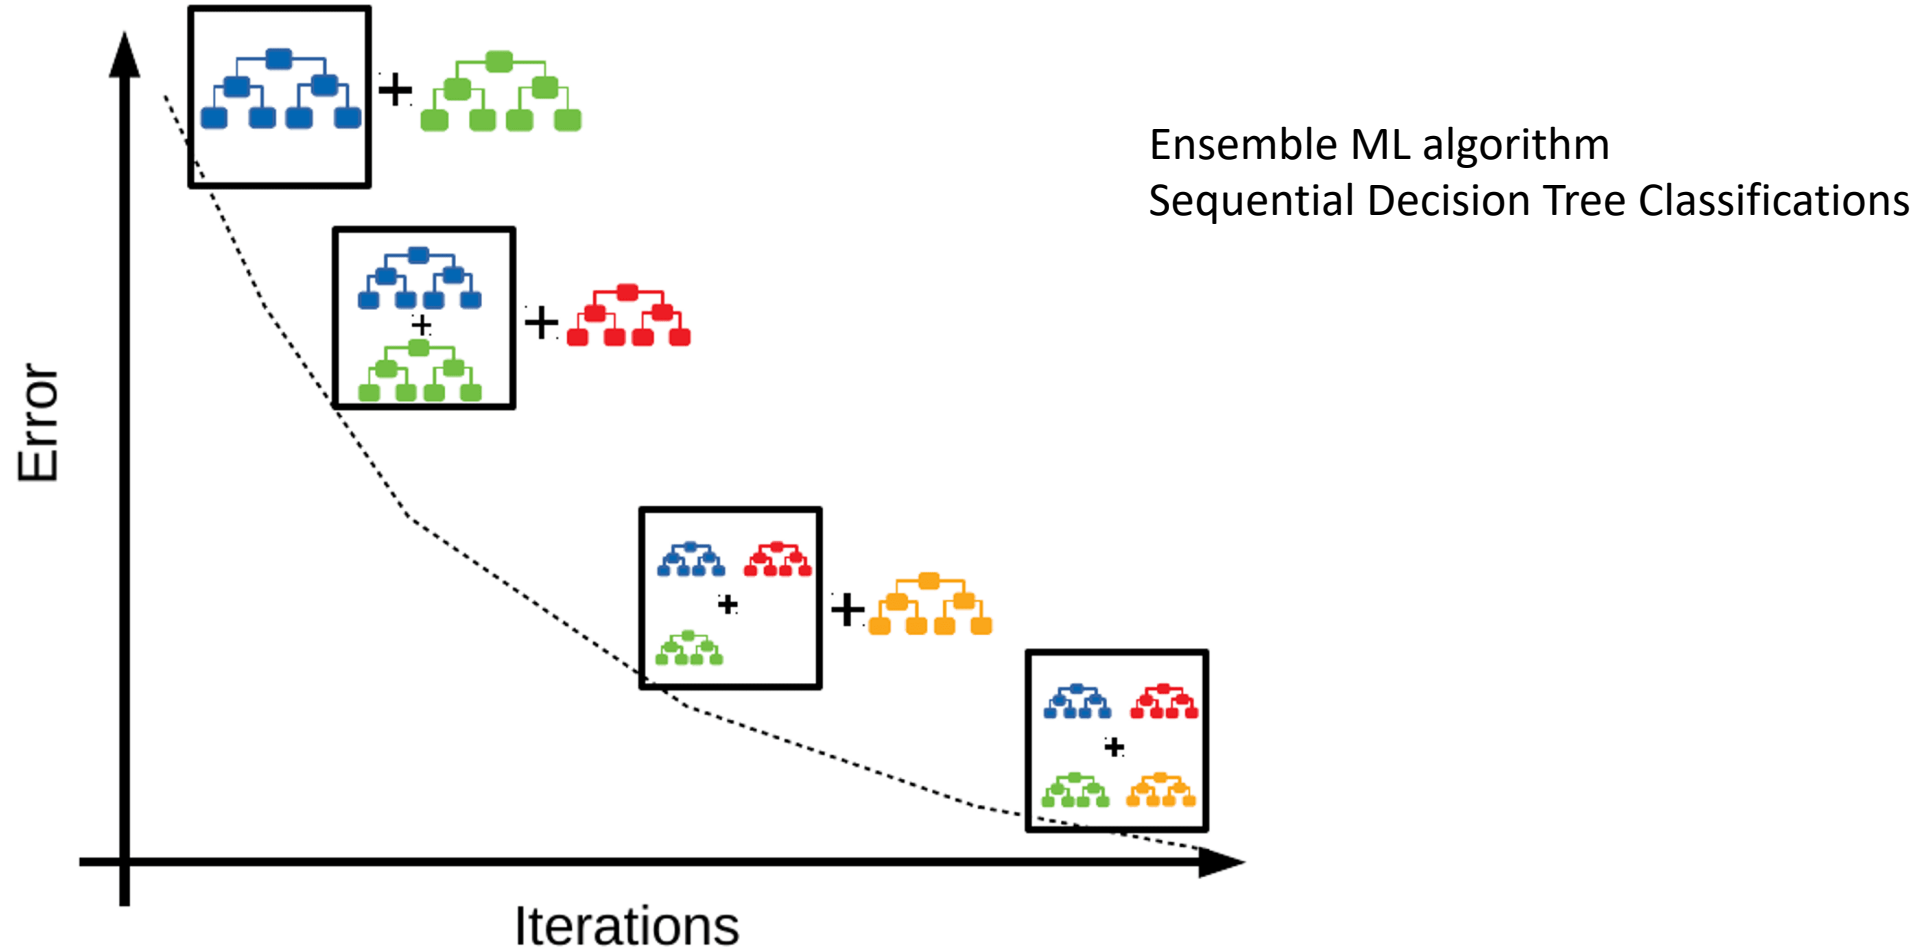 Ensemble ML algorithm
Sequential Decision Tree Classifications
+
+
+
+
+
+
Error
Iterations